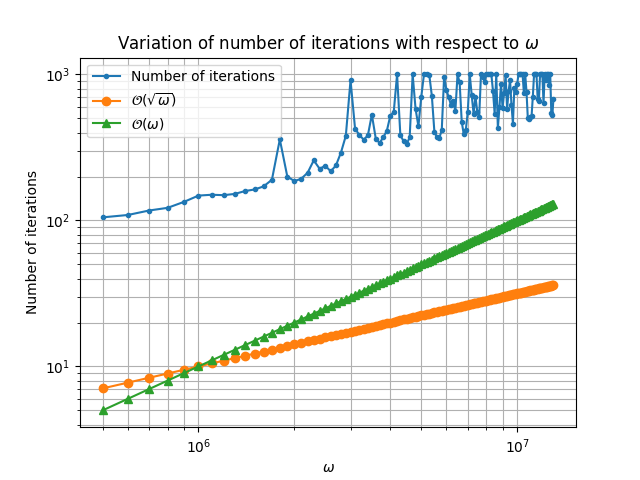 Variation of number of iterations with respect to ω
Number of iterations
𝒪(√ω)
𝒪(ω)
Number of iterations
10³
10²
10¹
10⁶
10⁷
ω